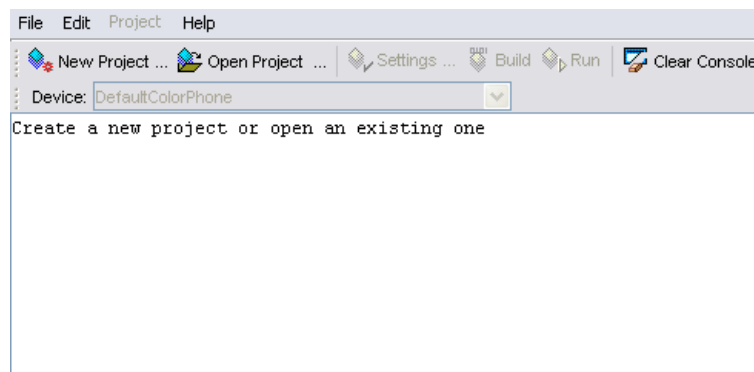 File Edit Project Help
New Project ... Open Project ... Settings ... Build Run Clear Console
Device: DefaultColorPhone
Create a new project or open an existing one